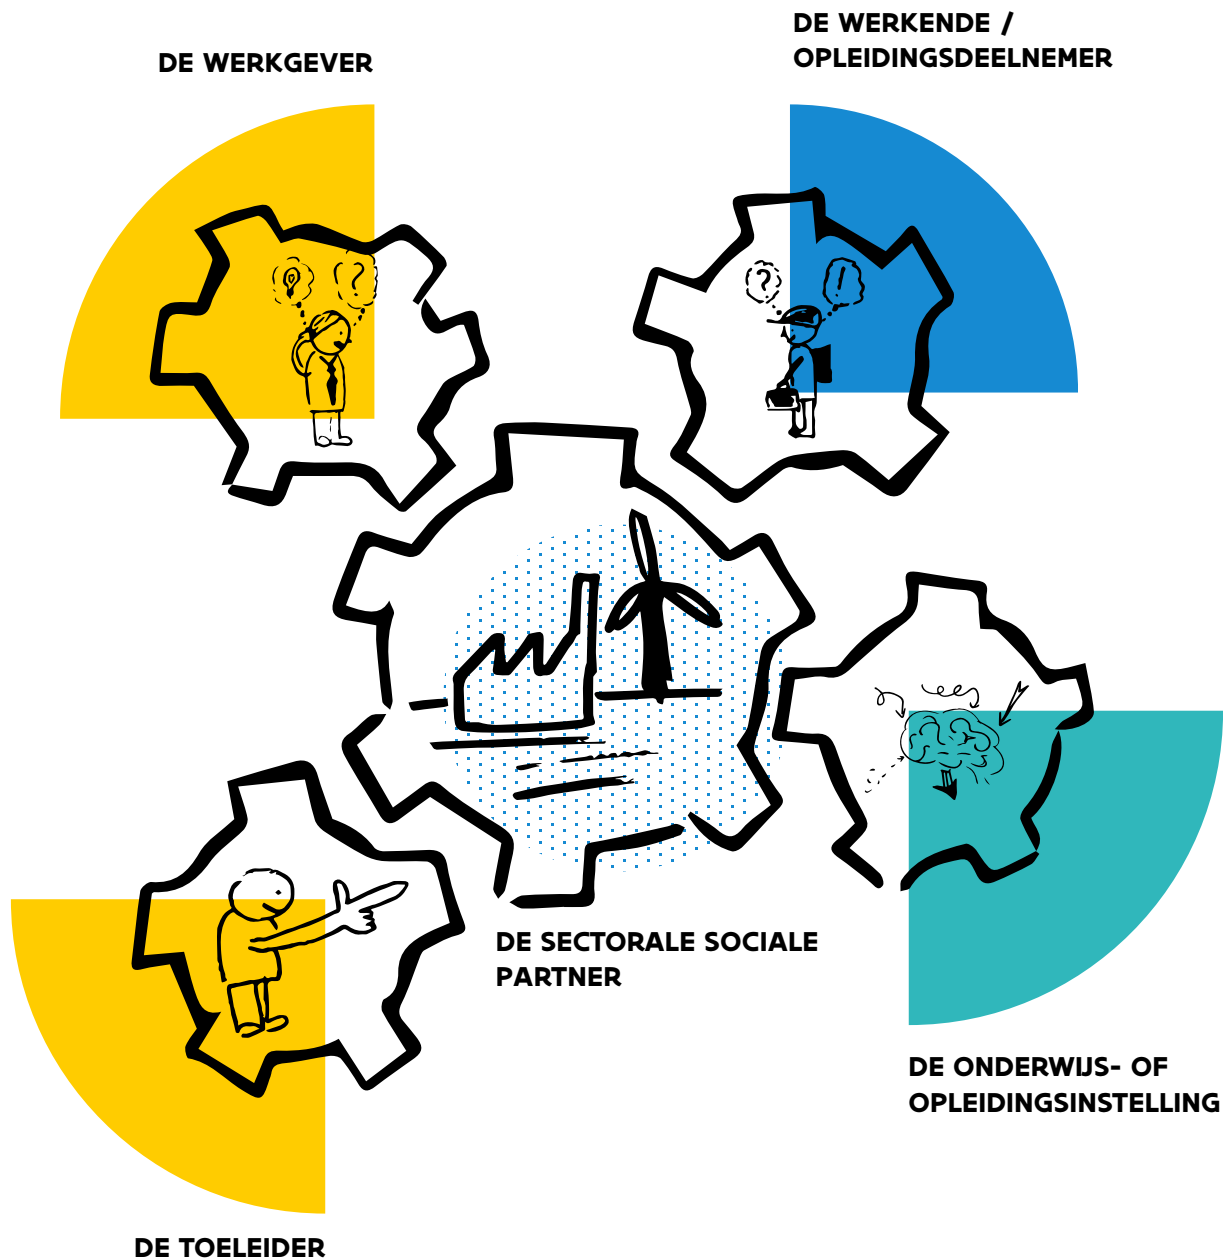 DE WERKENDE /
OPLEIDINGSDEELNEMER
DE WERKGEVER
?
?
!
DE SECTORALE SOCIALE
PARTNER
DE ONDERWIJS- OF
OPLEIDINGSINSTELLING
DE TOELEIDER